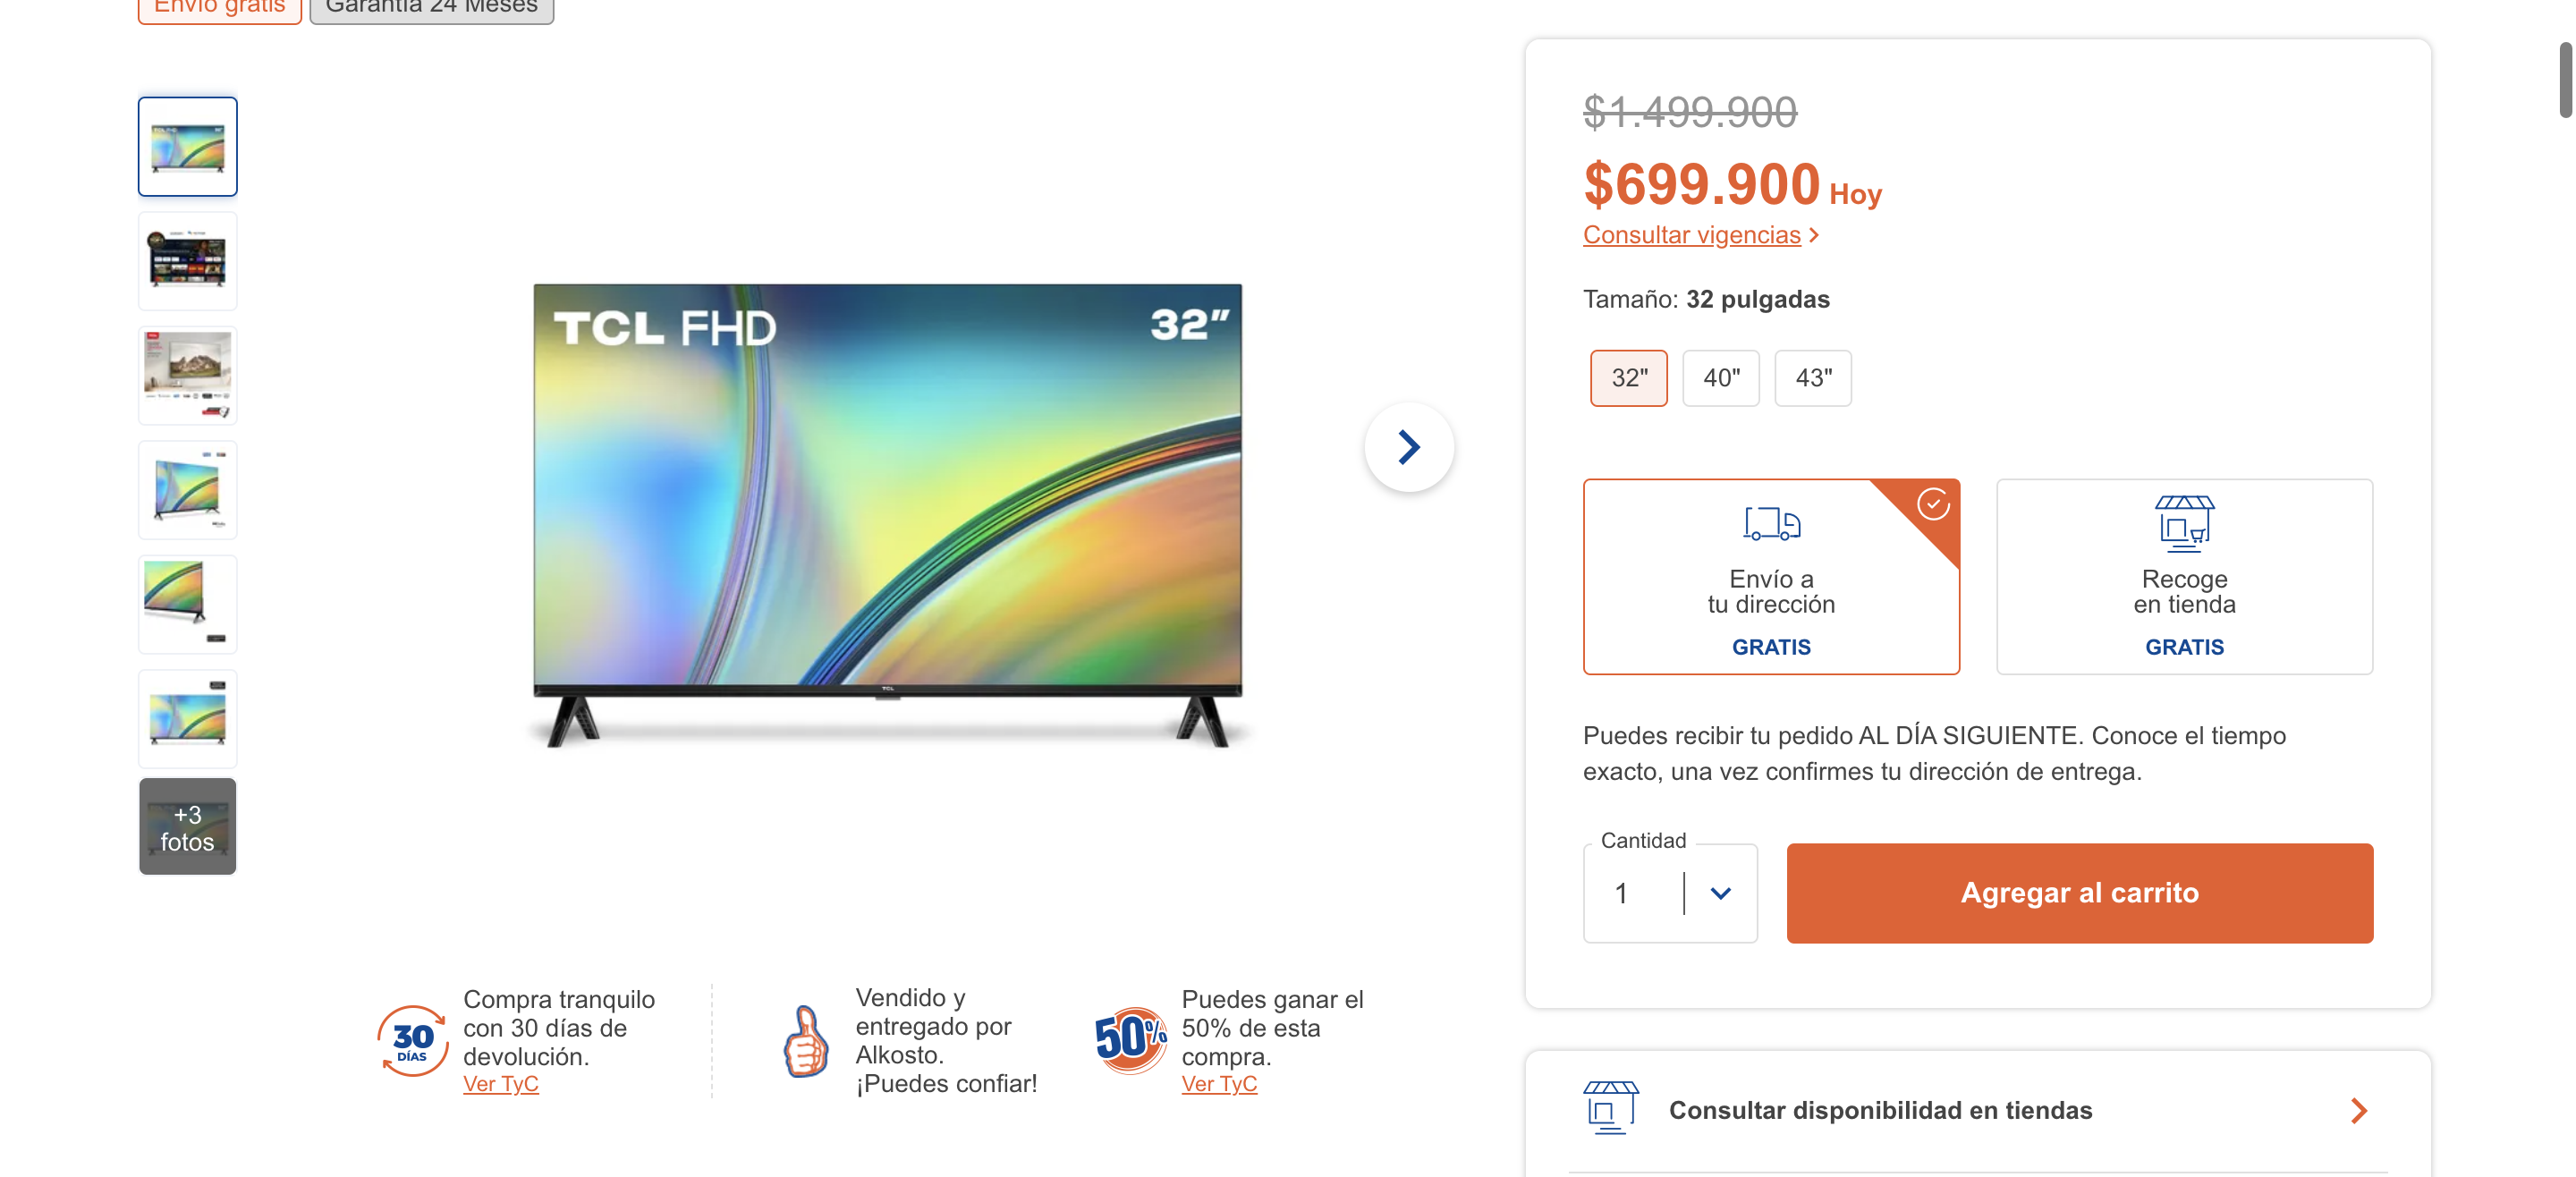 Envío gratis
Garantía 24 Meses
+3
fotos
TCL FHD
32"
TCL
30
DÍAS
Compra tranquilo
con 30 días de
devolución.
Ver TyC
Vendido y
entregado por
Alkosto.
¡Puedes confiar!
50%
Puedes ganar el
50% de esta
compra.
Ver TyC
$1.499.900
$699.900 Hoy
Consultar vigencias
Tamaño: 32 pulgadas
32" 40" 43"
Envío a
tu dirección
GRATIS
Recoge
en tienda
GRATIS
Puedes recibir tu pedido AL DÍA SIGUIENTE. Conoce el tiempo
exacto, una vez confirmes tu dirección de entrega.
Cantidad
1
Agregar al carrito
Consultar disponibilidad en tiendas